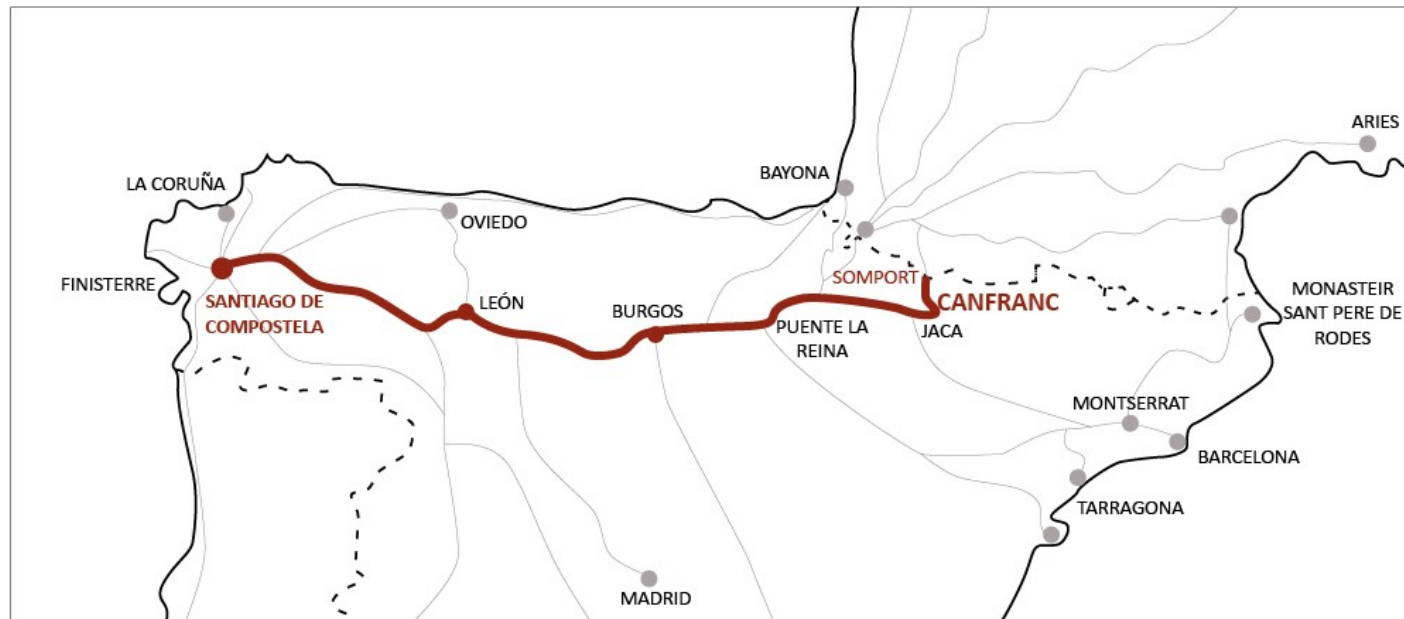 ARIES
BAYONA
LA CORUÑA
OVIEDO
FINISTERRE
SOMPORT
SANTIAGO DE
COMPOSTELA
LEÓN
BURGOS
CANFRANC
PUENTE LA
REINA
JACA
MONASTEIR
SANT PERE DE
RODES
MONTSERRAT
BARCELONA
TARRAGONA
MADRID